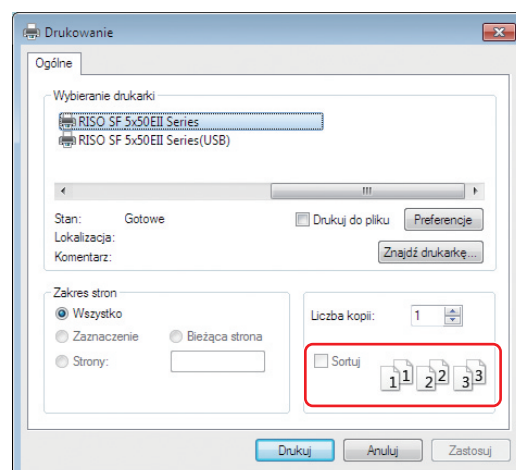 Drukowanie
Ogólne
Wybieranie drukarki
RISO SF 5x50EII Series
RISO SF 5x50EII Series(USB)
Stan: Gotowe
Drukuj do pliku Preferencje
Lokalizacja:
Komentarz: Znajdź drukarkę...
Zakres stron
Wszystko
Zaznaczenie Bieżąca strona
Strony:
Liczba kopii: 1
Sortuj
1 1 2 2 3 3
Drukuj Anuluj Zastosuj